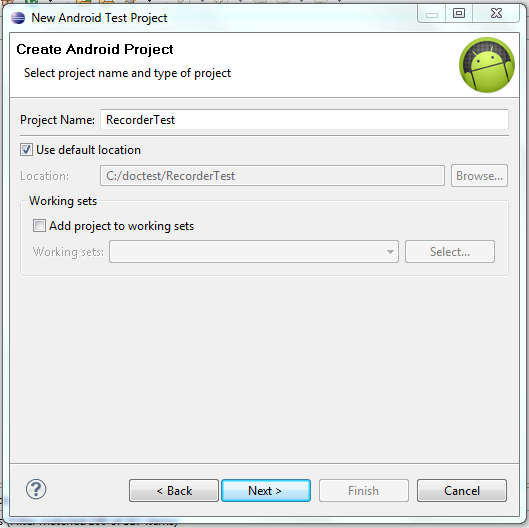 New Android Test Project
Create Android Project
Select project name and type of project
Project Name: RecorderTest
Use default location
Location: C:/doctest/RecorderTest Browse...
Working sets
Add project to working sets
Working sets: Select...
? < Back Next > Finish Cancel